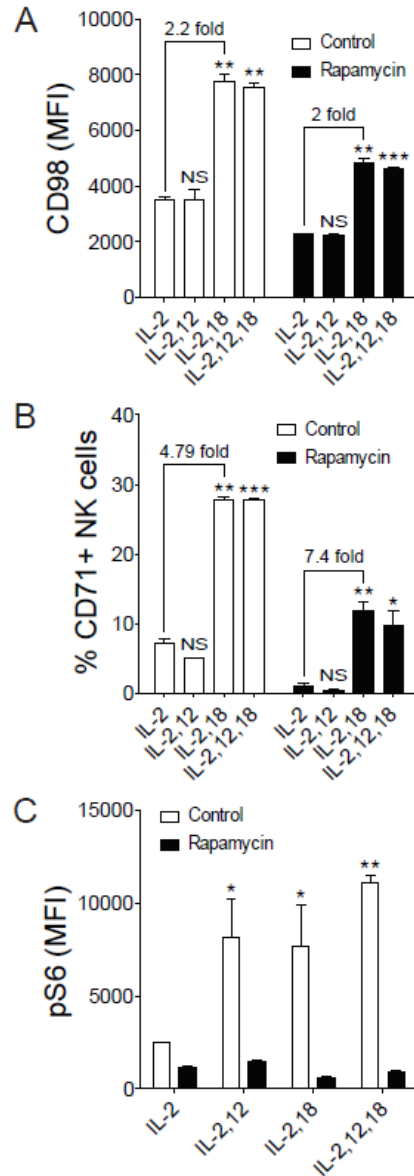 A
Control
Rapamycin
2.2 fold
2 fold
** ** ** ***
NS NS
CD98 (MFI)
10000
8000
6000
4000
2000
0
IL-2 IL-2,12 IL-2,18 IL-2,12,18 IL-2 IL-2,12 IL-2,18 IL-2,12,18
B
Control
Rapamycin
4.79 fold
7.4 fold
** *** ** *
NS NS
% CD71+ NK cells
40
30
20
10
0
IL-2 IL-2,12 IL-2,18 IL-2,12,18 IL-2 IL-2,12 IL-2,18 IL-2,12,18
C
Control
Rapamycin
* * **
pS6 (MFI)
15000
10000
5000
0
IL-2 IL-2,12 IL-2,18 IL-2,12,18